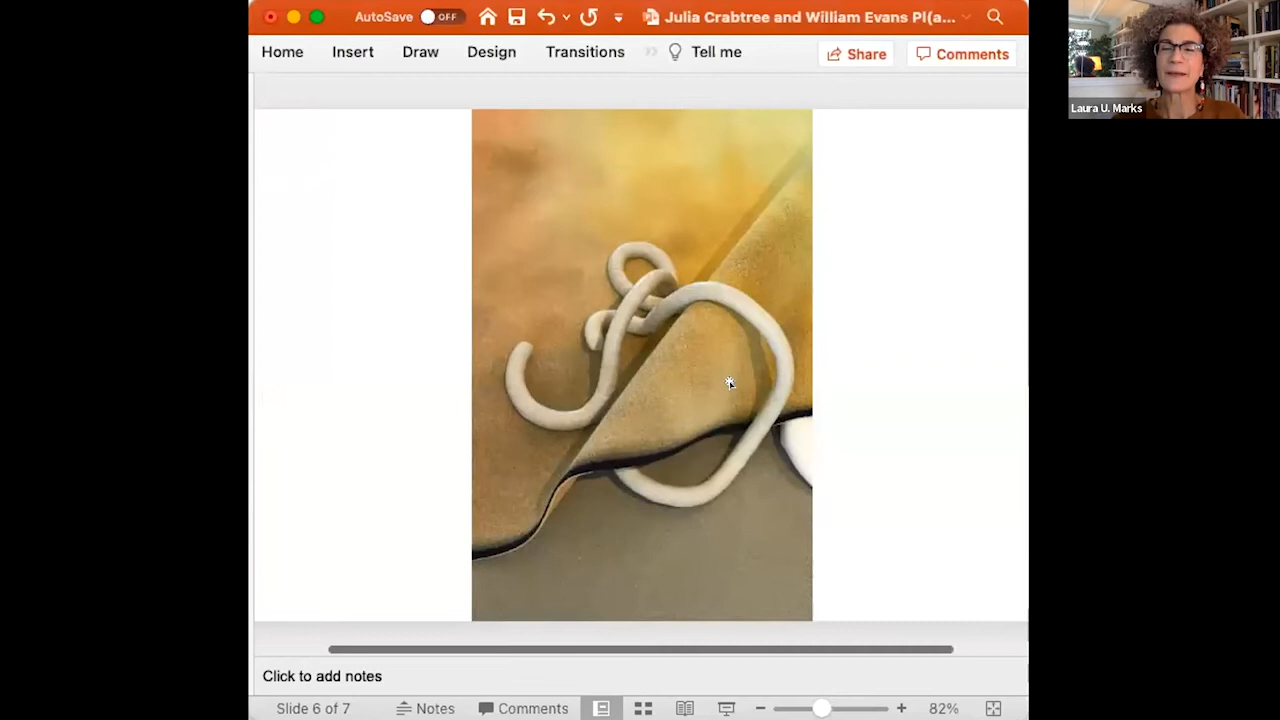 AutoSave OFF Julia Crabtree and William Evans Pl(a...
Home Insert Draw Design Transitions Tell me Share Comments
Laura U. Marks
Click to add notes
Slide 6 of 7 Notes Comments 82%